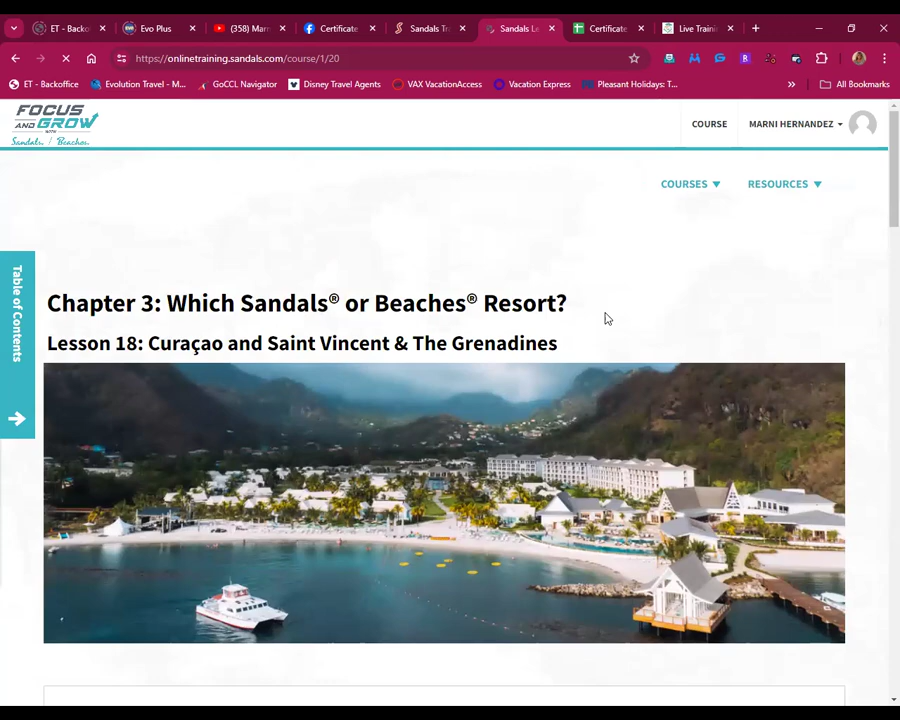 ET - Backo
Evo Plus
(358) Marn
Certificate
Sandals Tr
Sandals Le
Certificate
Live Traini
https://onlinetraining.sandals.com/course/1/20
ET - Backoffice
Evolution Travel - M...
GoCCL Navigator
Disney Travel Agents
VAX VacationAccess
Vacation Express
Pleasant Holidays: T...
All Bookmarks
FOCUS
AND GROW
WITH
Sandals / Beaches
COURSE
MARNI HERNANDEZ
COURSES
RESOURCES
Table of Contents
Chapter 3: Which Sandals® or Beaches® Resort?
Lesson 18: Curaçao and Saint Vincent & The Grenadines